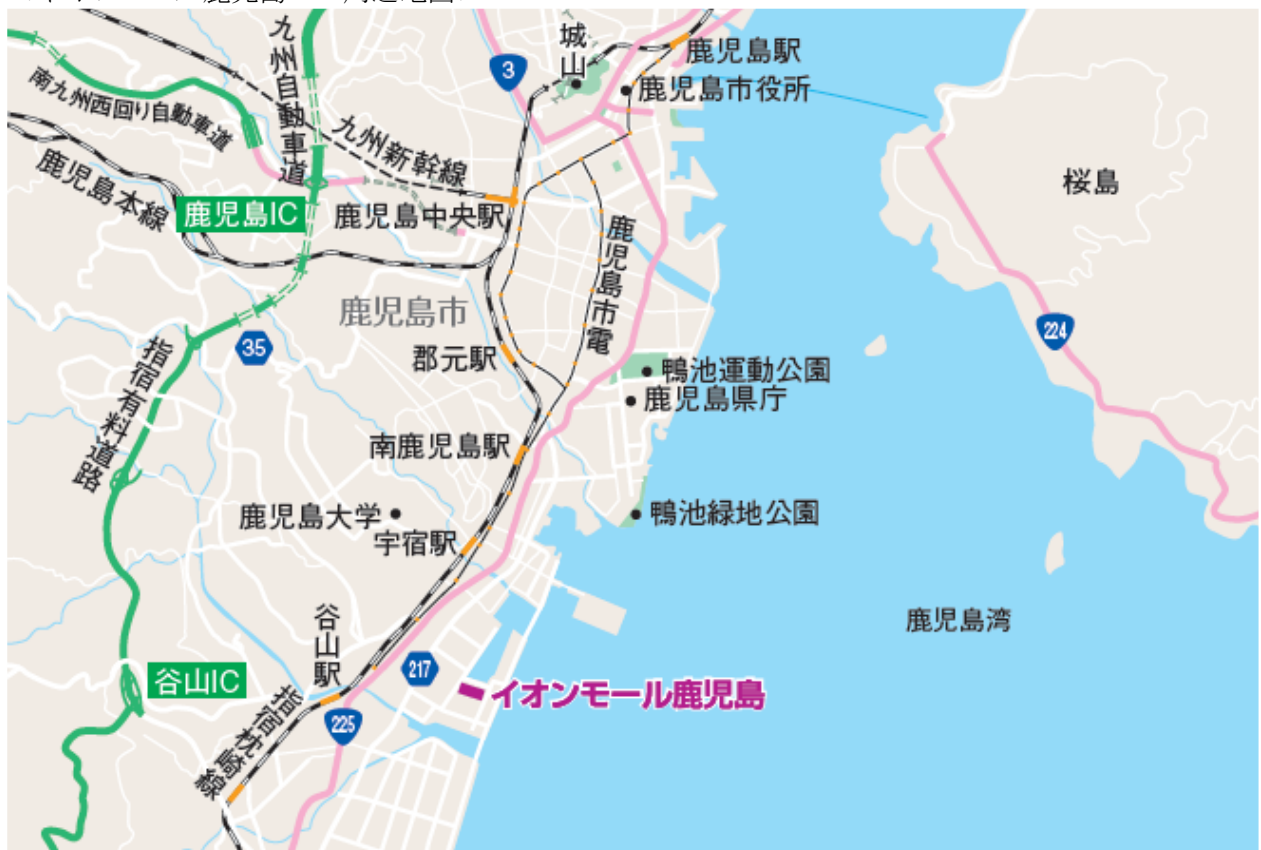 九州自動車道
城山
鹿児島駅
3
鹿児島市役所
南九州西回り自動車道
九州新幹線
桜島
鹿児島本線
鹿児島IC
鹿児島中央駅
鹿児島市電
鹿児島市
224
35
郡元駅
鴨池運動公園
鹿児島県庁
指宿有料道路
南鹿児島駅
鹿児島大学
鴨池緑地公園
宇宿駅
鹿児島湾
谷山駅
217
谷山IC
イオンモール鹿児島
225
指宿枕崎線